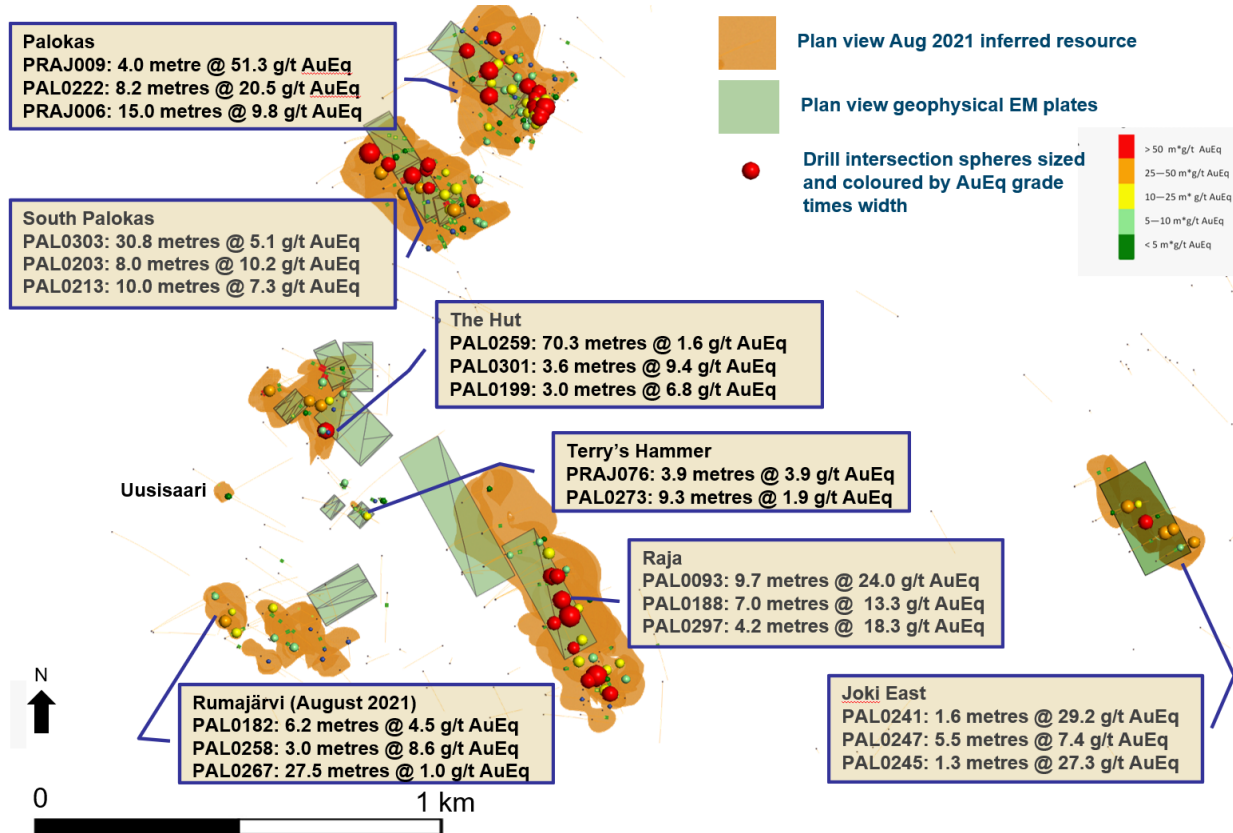 Palokas
PRAJ009: 4.0 metre @ 51.3 g/t AuEq
PAL0222: 8.2 metres @ 20.5 g/t AuEq
PRAJ006: 15.0 metres @ 9.8 g/t AuEq
Plan view Aug 2021 inferred resource
Plan view geophysical EM plates
Drill intersection spheres sized
and coloured by AuEq grade
times width
> 50 m*g/t AuEq
25—50 m*g/t AuEq
10—25 m* g/t AuEq
5—10 m*g/t AuEq
< 5 m*g/t AuEq
South Palokas
PAL0303: 30.8 metres @ 5.1 g/t AuEq
PAL0203: 8.0 metres @ 10.2 g/t AuEq
PAL0213: 10.0 metres @ 7.3 g/t AuEq
The Hut
PAL0259: 70.3 metres @ 1.6 g/t AuEq
PAL0301: 3.6 metres @ 9.4 g/t AuEq
PAL0199: 3.0 metres @ 6.8 g/t AuEq
Terry's Hammer
PRAJ076: 3.9 metres @ 3.9 g/t AuEq
PAL0273: 9.3 metres @ 1.9 g/t AuEq
Uusisaari
Raja
PAL0093: 9.7 metres @ 24.0 g/t AuEq
PAL0188: 7.0 metres @ 13.3 g/t AuEq
PAL0297: 4.2 metres @ 18.3 g/t AuEq
N
Rumajärvi (August 2021)
PAL0182: 6.2 metres @ 4.5 g/t AuEq
PAL0258: 3.0 metres @ 8.6 g/t AuEq
PAL0267: 27.5 metres @ 1.0 g/t AuEq
Joki East
PAL0241: 1.6 metres @ 29.2 g/t AuEq
PAL0247: 5.5 metres @ 7.4 g/t AuEq
PAL0245: 1.3 metres @ 27.3 g/t AuEq
0
1 km